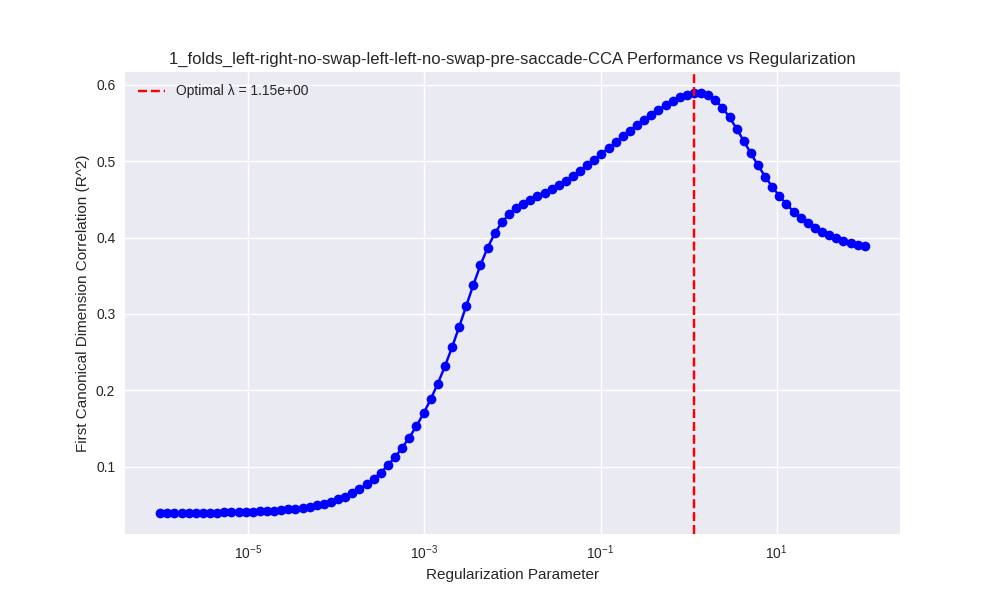 1_folds_left-right-no-swap-left-left-no-swap-pre-saccade-CCA Performance vs Regularization
Optimal λ = 1.15e+00
First Canonical Dimension Correlation (R^2)
0.6
0.5
0.4
0.3
0.2
0.1
10⁻⁵
10⁻³
10⁻¹
10¹
Regularization Parameter